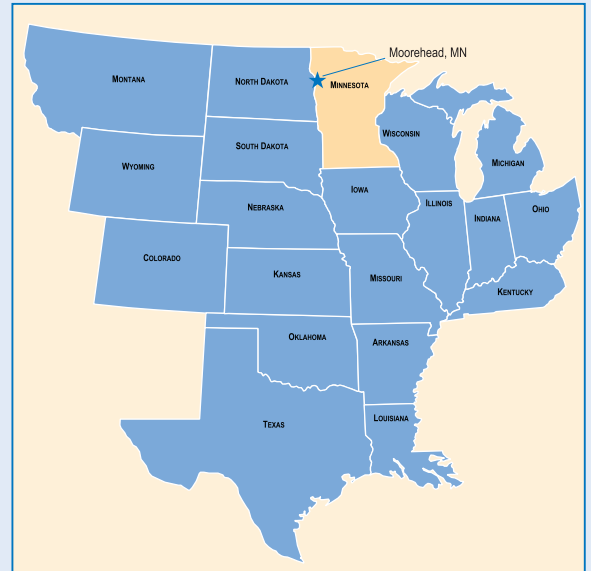 Moorehead, MN
MONTANA
NORTH DAKOTA
MINNESOTA
WISCONSIN
SOUTH DAKOTA
MICHIGAN
WYOMING
IOWA
NEBRASKA
ILLINOIS
INDIANA
OHIO
COLORADO
KANSAS
MISSOURI
KENTUCKY
OKLAHOMA
ARKANSAS
LOUISIANA
TEXAS